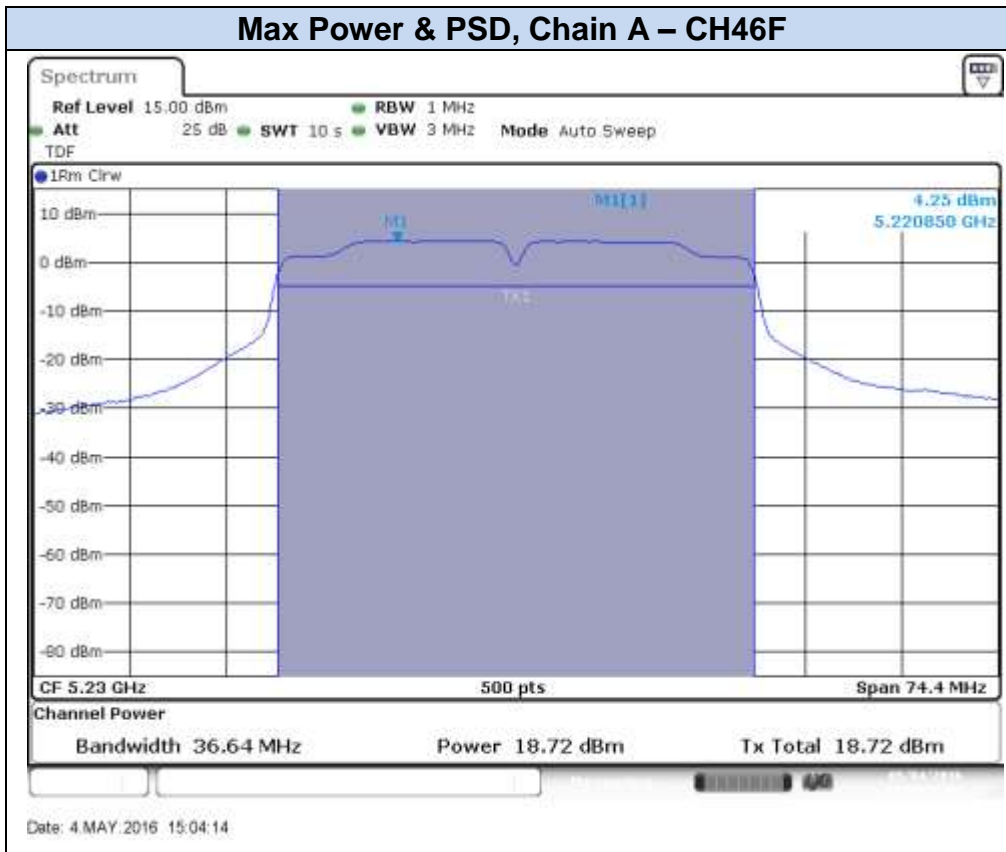 Max Power & PSD, Chain A – CH46F
Spectrum
Ref Level 15.00 dBm RBW 1 MHz
Att 25 dB SWT 10 s VBW 3 MHz Mode Auto Sweep
TDF
1Rm Clrw
M1[1] 4.25 dBm
5.220850 GHz
10 dBm
M1
0 dBm
-10 dBm
-20 dBm
-30 dBm
-40 dBm
-50 dBm
-60 dBm
-70 dBm
-80 dBm
CF 5.23 GHz 500 pts Span 74.4 MHz
Channel Power
Bandwidth 36.64 MHz Power 18.72 dBm Tx Total 18.72 dBm
Date: 4.MAY.2016 15:04:14